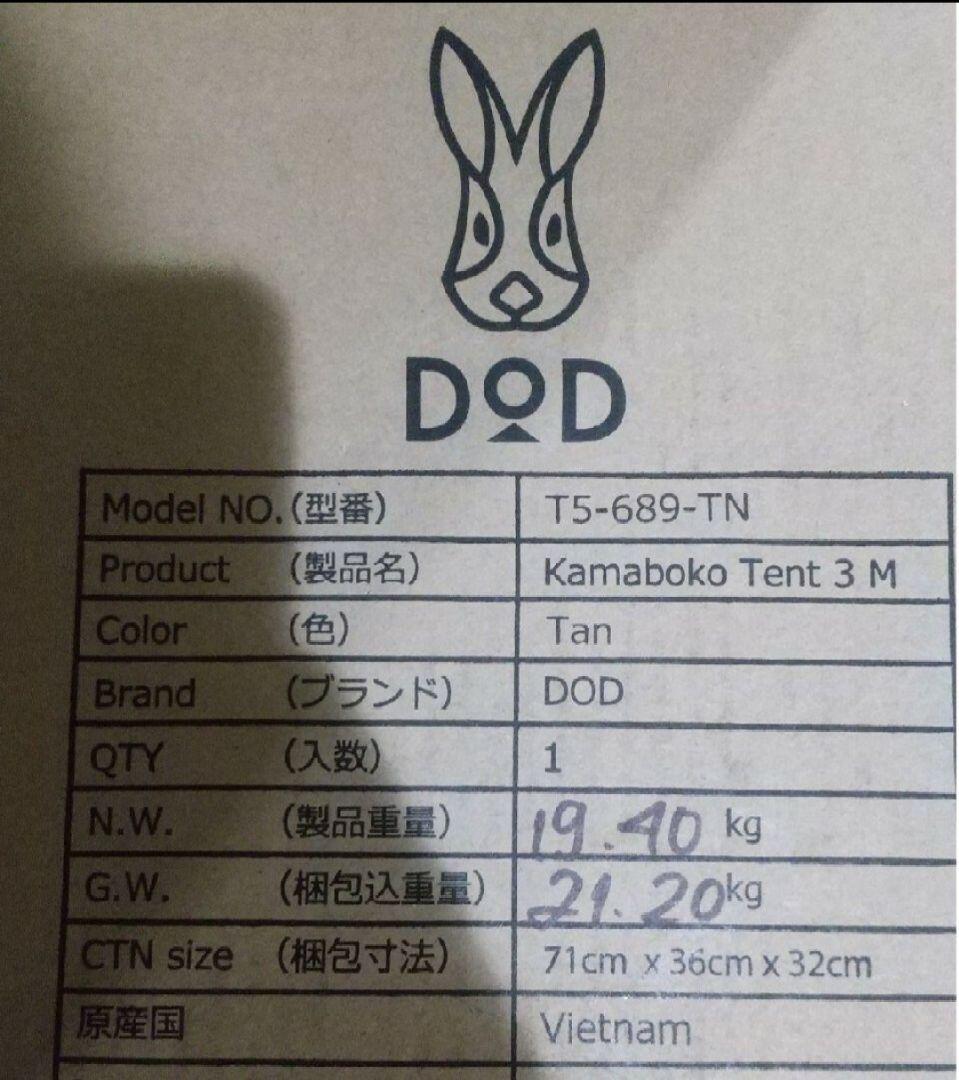 DOD
Model NO.(型番) T5-689-TN
Product (製品名) Kamaboko Tent 3 M
Color (色) Tan
Brand (ブランド) DOD
QTY (入数) 1
N.W. (製品重量) 19.40 kg
G.W. (梱包込重量) 21.20kg
CTN size (梱包寸法) 71cm x 36cm x 32cm
原産国 Vietnam